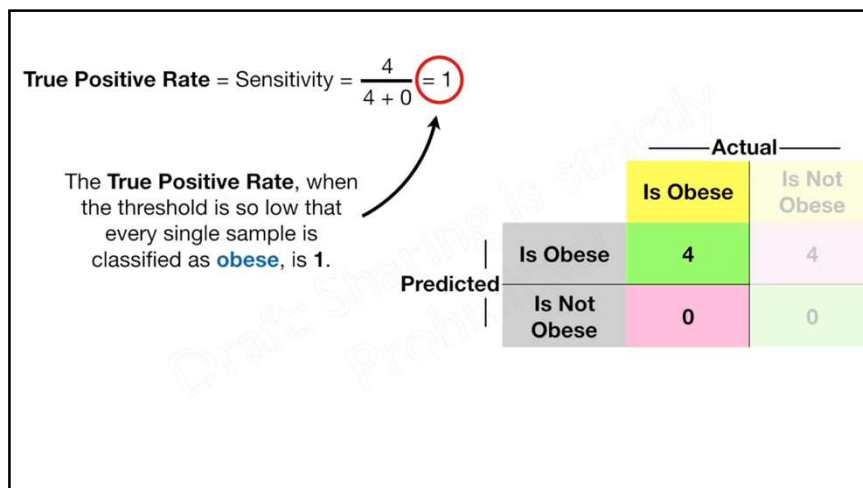 True Positive Rate = Sensitivity = 4 / 4 + 0 = 1
The True Positive Rate, when
the threshold is so low that
every single sample is
classified as obese, is 1.
Actual
Is Obese Is Not Obese
Predicted
Is Obese 4 4
Is Not Obese 0 0
Draft: Sharing is strictly
Prohi